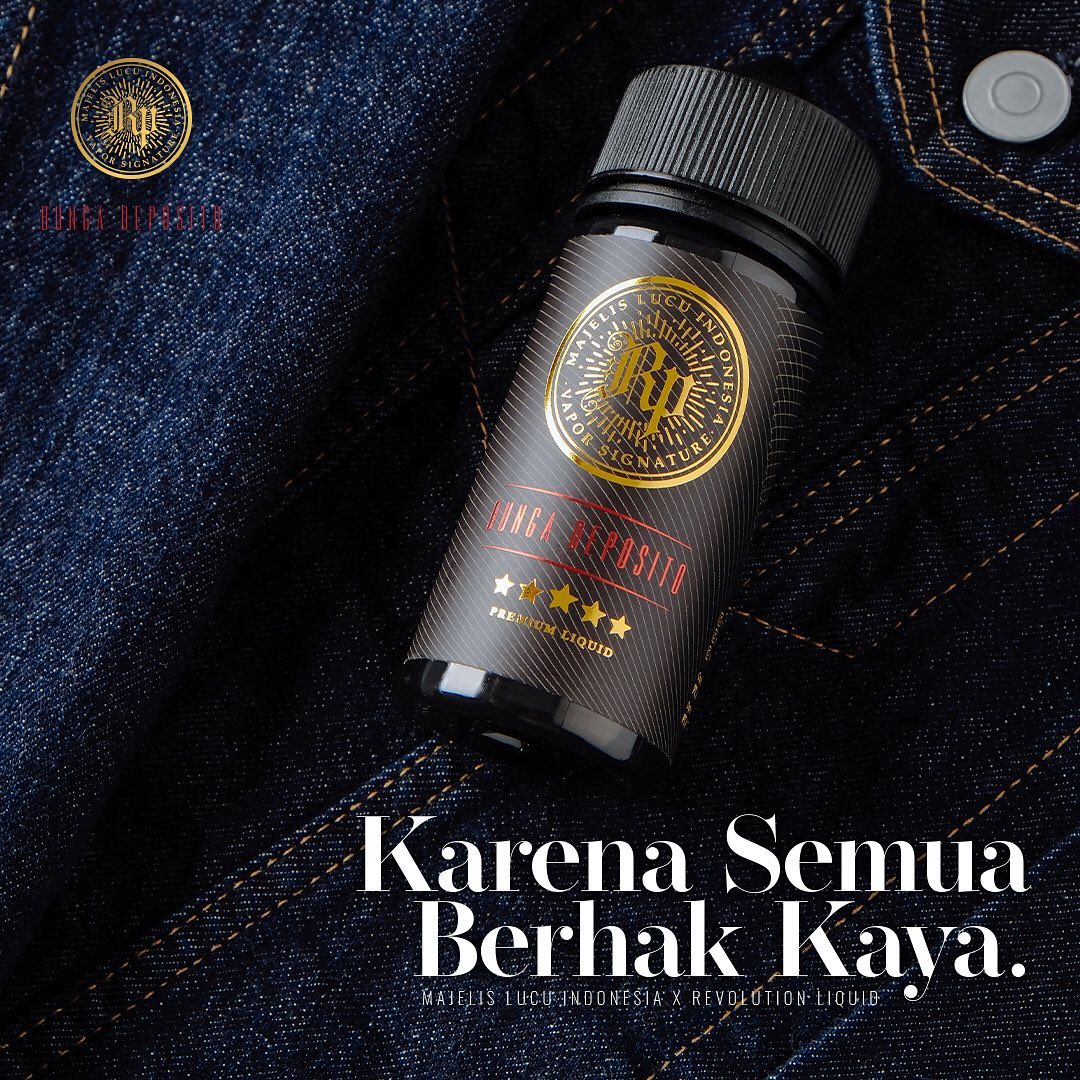 MAJELIS LUCU INDONESIA
Rp
VAPOR SIGNATURE
BUNGA DEPOSITO
MAJELIS LUCU INDONESIA
Rp
VAPOR SIGNATURE
BUNGA DEPOSITO
PREMIUM LIQUID
Karena Semua
Berhak Kaya.
MAJELIS LUCU INDONESIA X REVOLUTION LIQUID